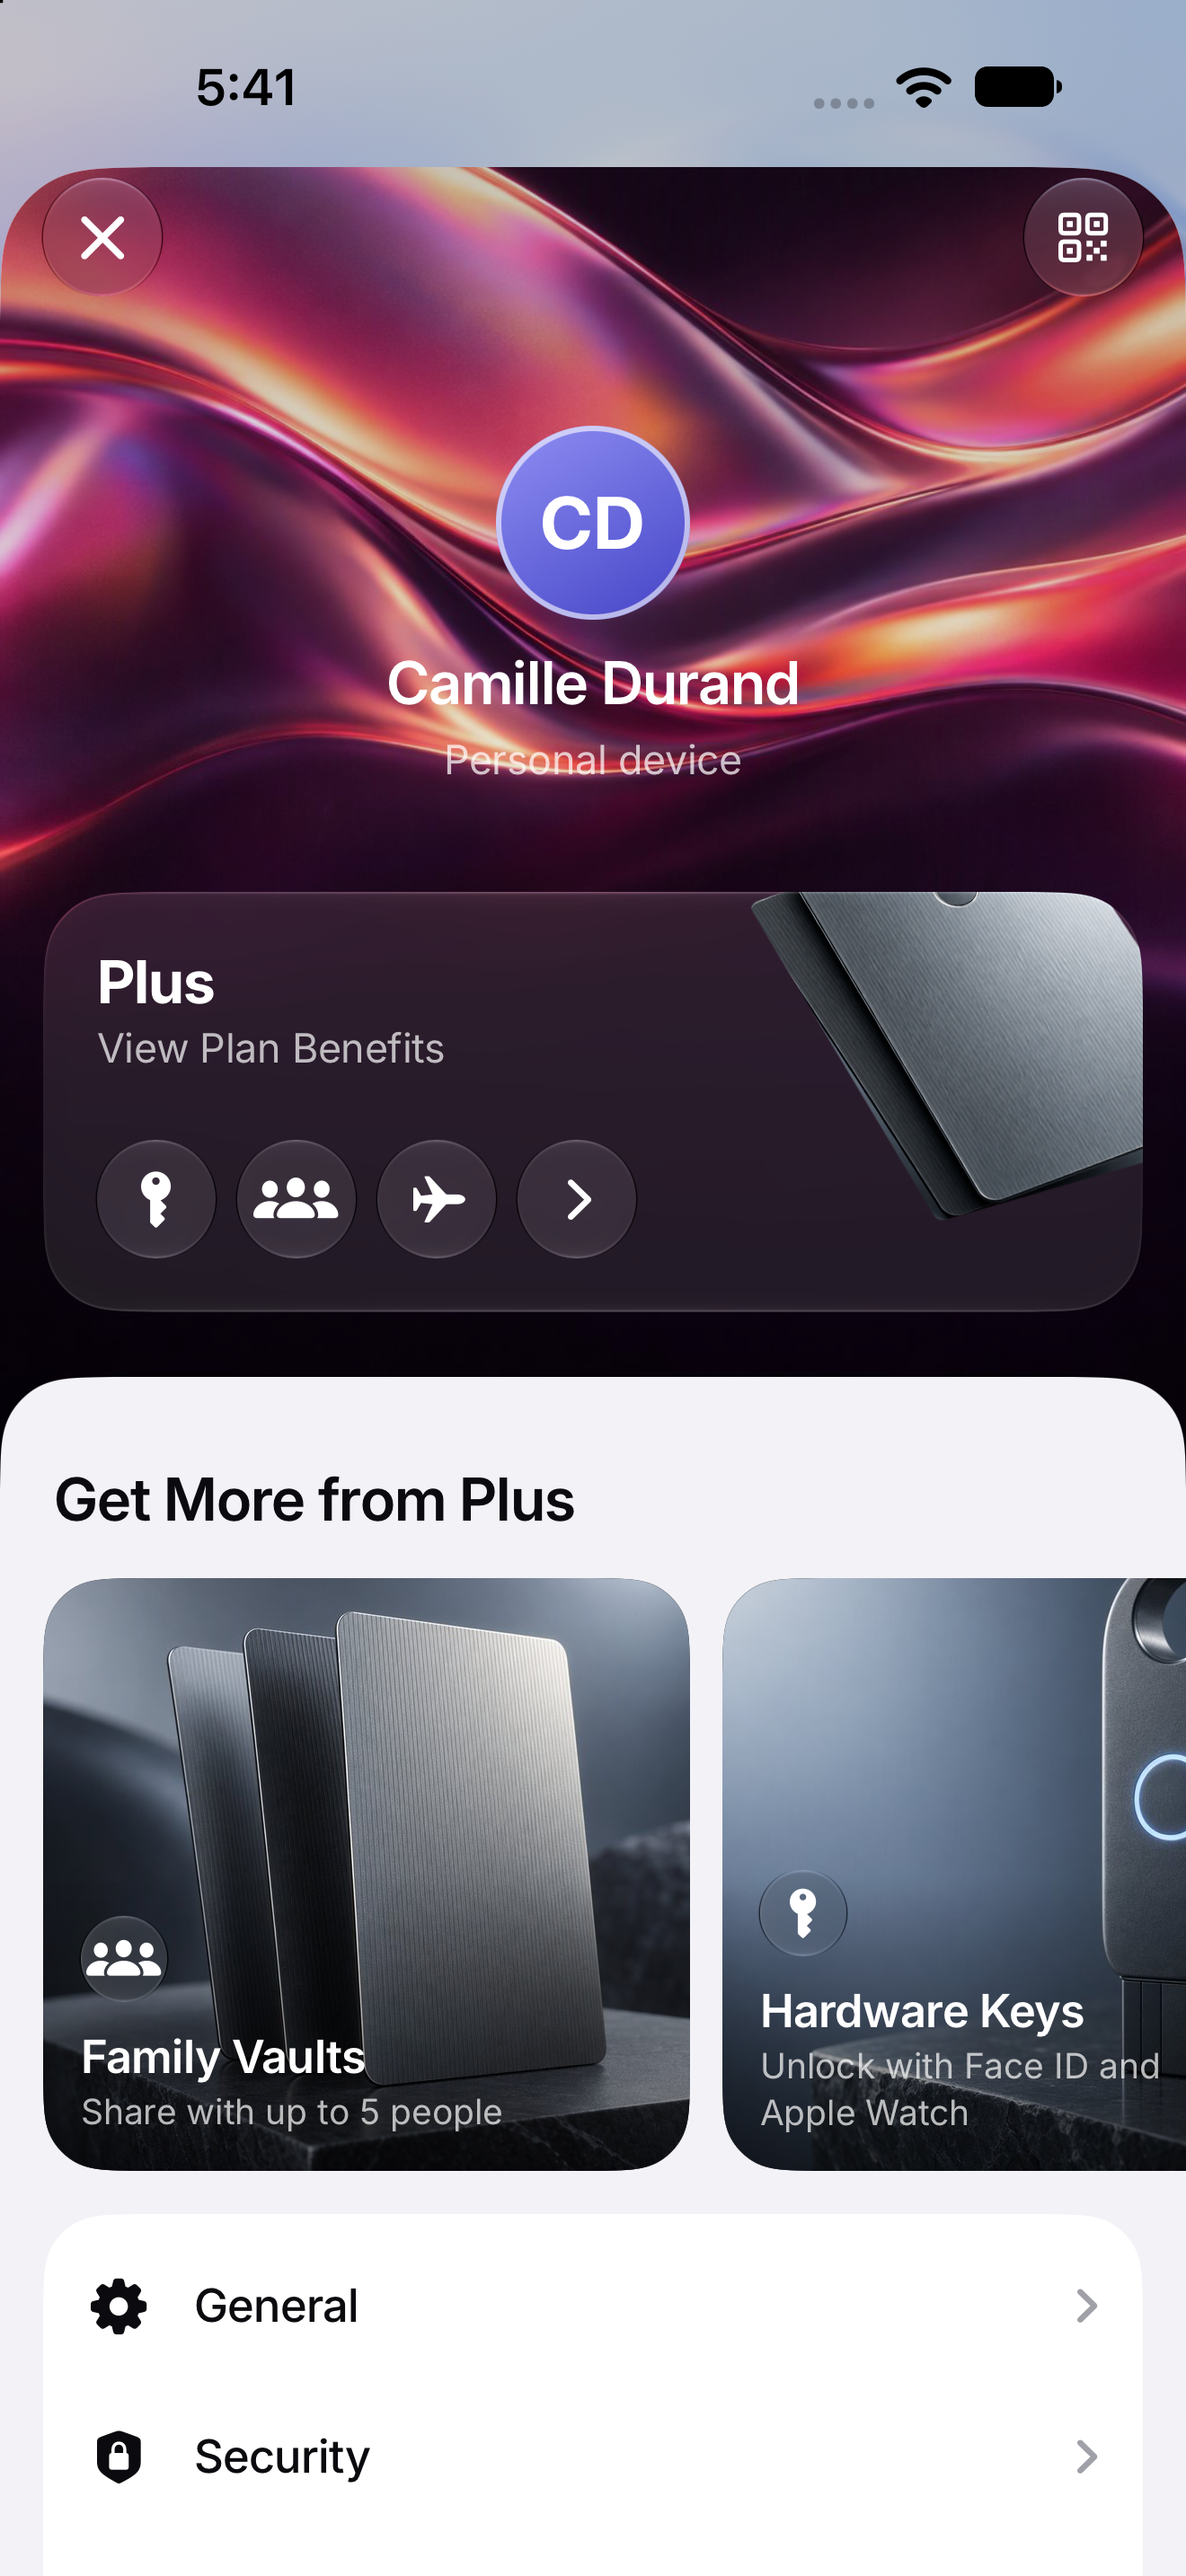 5:41
CD
Camille Durand
Personal device
Plus
View Plan Benefits
Get More from Plus
Family Vaults
Share with up to 5 people
Hardware Keys
Unlock with Face ID and
Apple Watch
General
Security